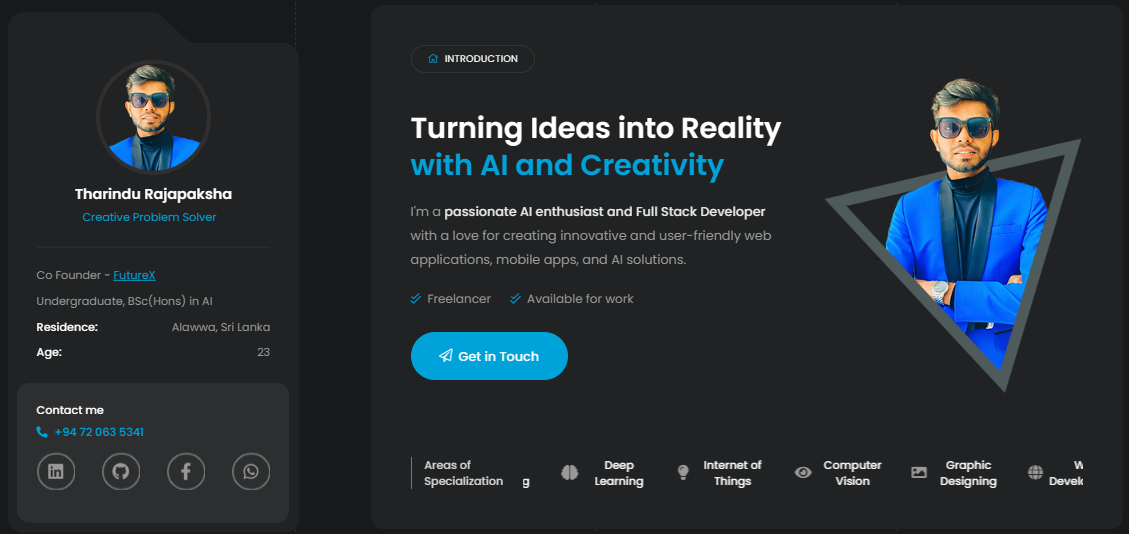 Tharindu Rajapaksha
Creative Problem Solver
Co Founder - FutureX
Undergraduate, BSc(Hons) in AI
Residence: Alawwa, Sri Lanka
Age: 23
Contact me
+94 72 063 5341
INTRODUCTION
Turning Ideas into Reality
with AI and Creativity
I'm a passionate AI enthusiast and Full Stack Developer
with a love for creating innovative and user-friendly web
applications, mobile apps, and AI solutions.
Freelancer Available for work
Get in Touch
Areas of
Specialization
g
Deep
Learning
Internet of
Things
Computer
Vision
Graphic
Designing
W
Develo